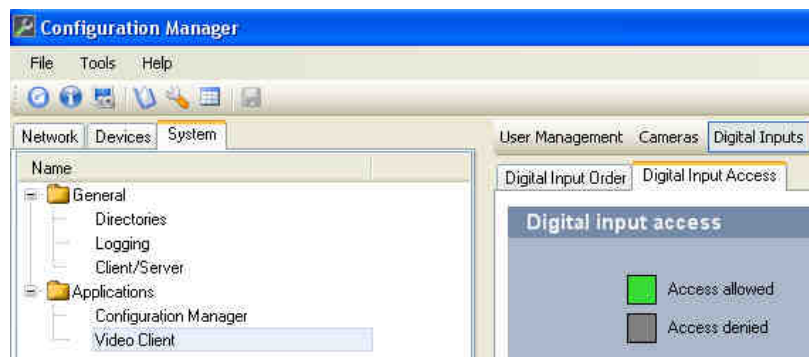 Configuration Manager
File Tools Help
Network Devices System
Name
General
Directories
Logging
Client/Server
Applications
Configuration Manager
Video Client
User Management Cameras Digital Inputs
Digital Input Order Digital Input Access
Digital input access
Access allowed
Access denied